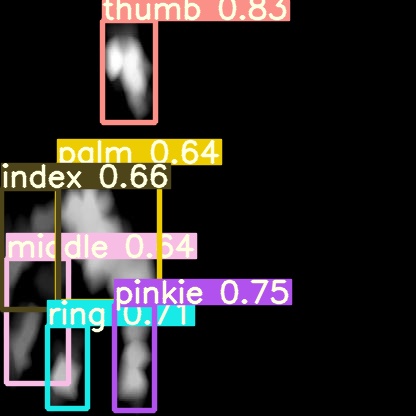 thumb 0.83
palm 0.64
index 0.66
middle 0.64
pinkie 0.75
ring 0.71